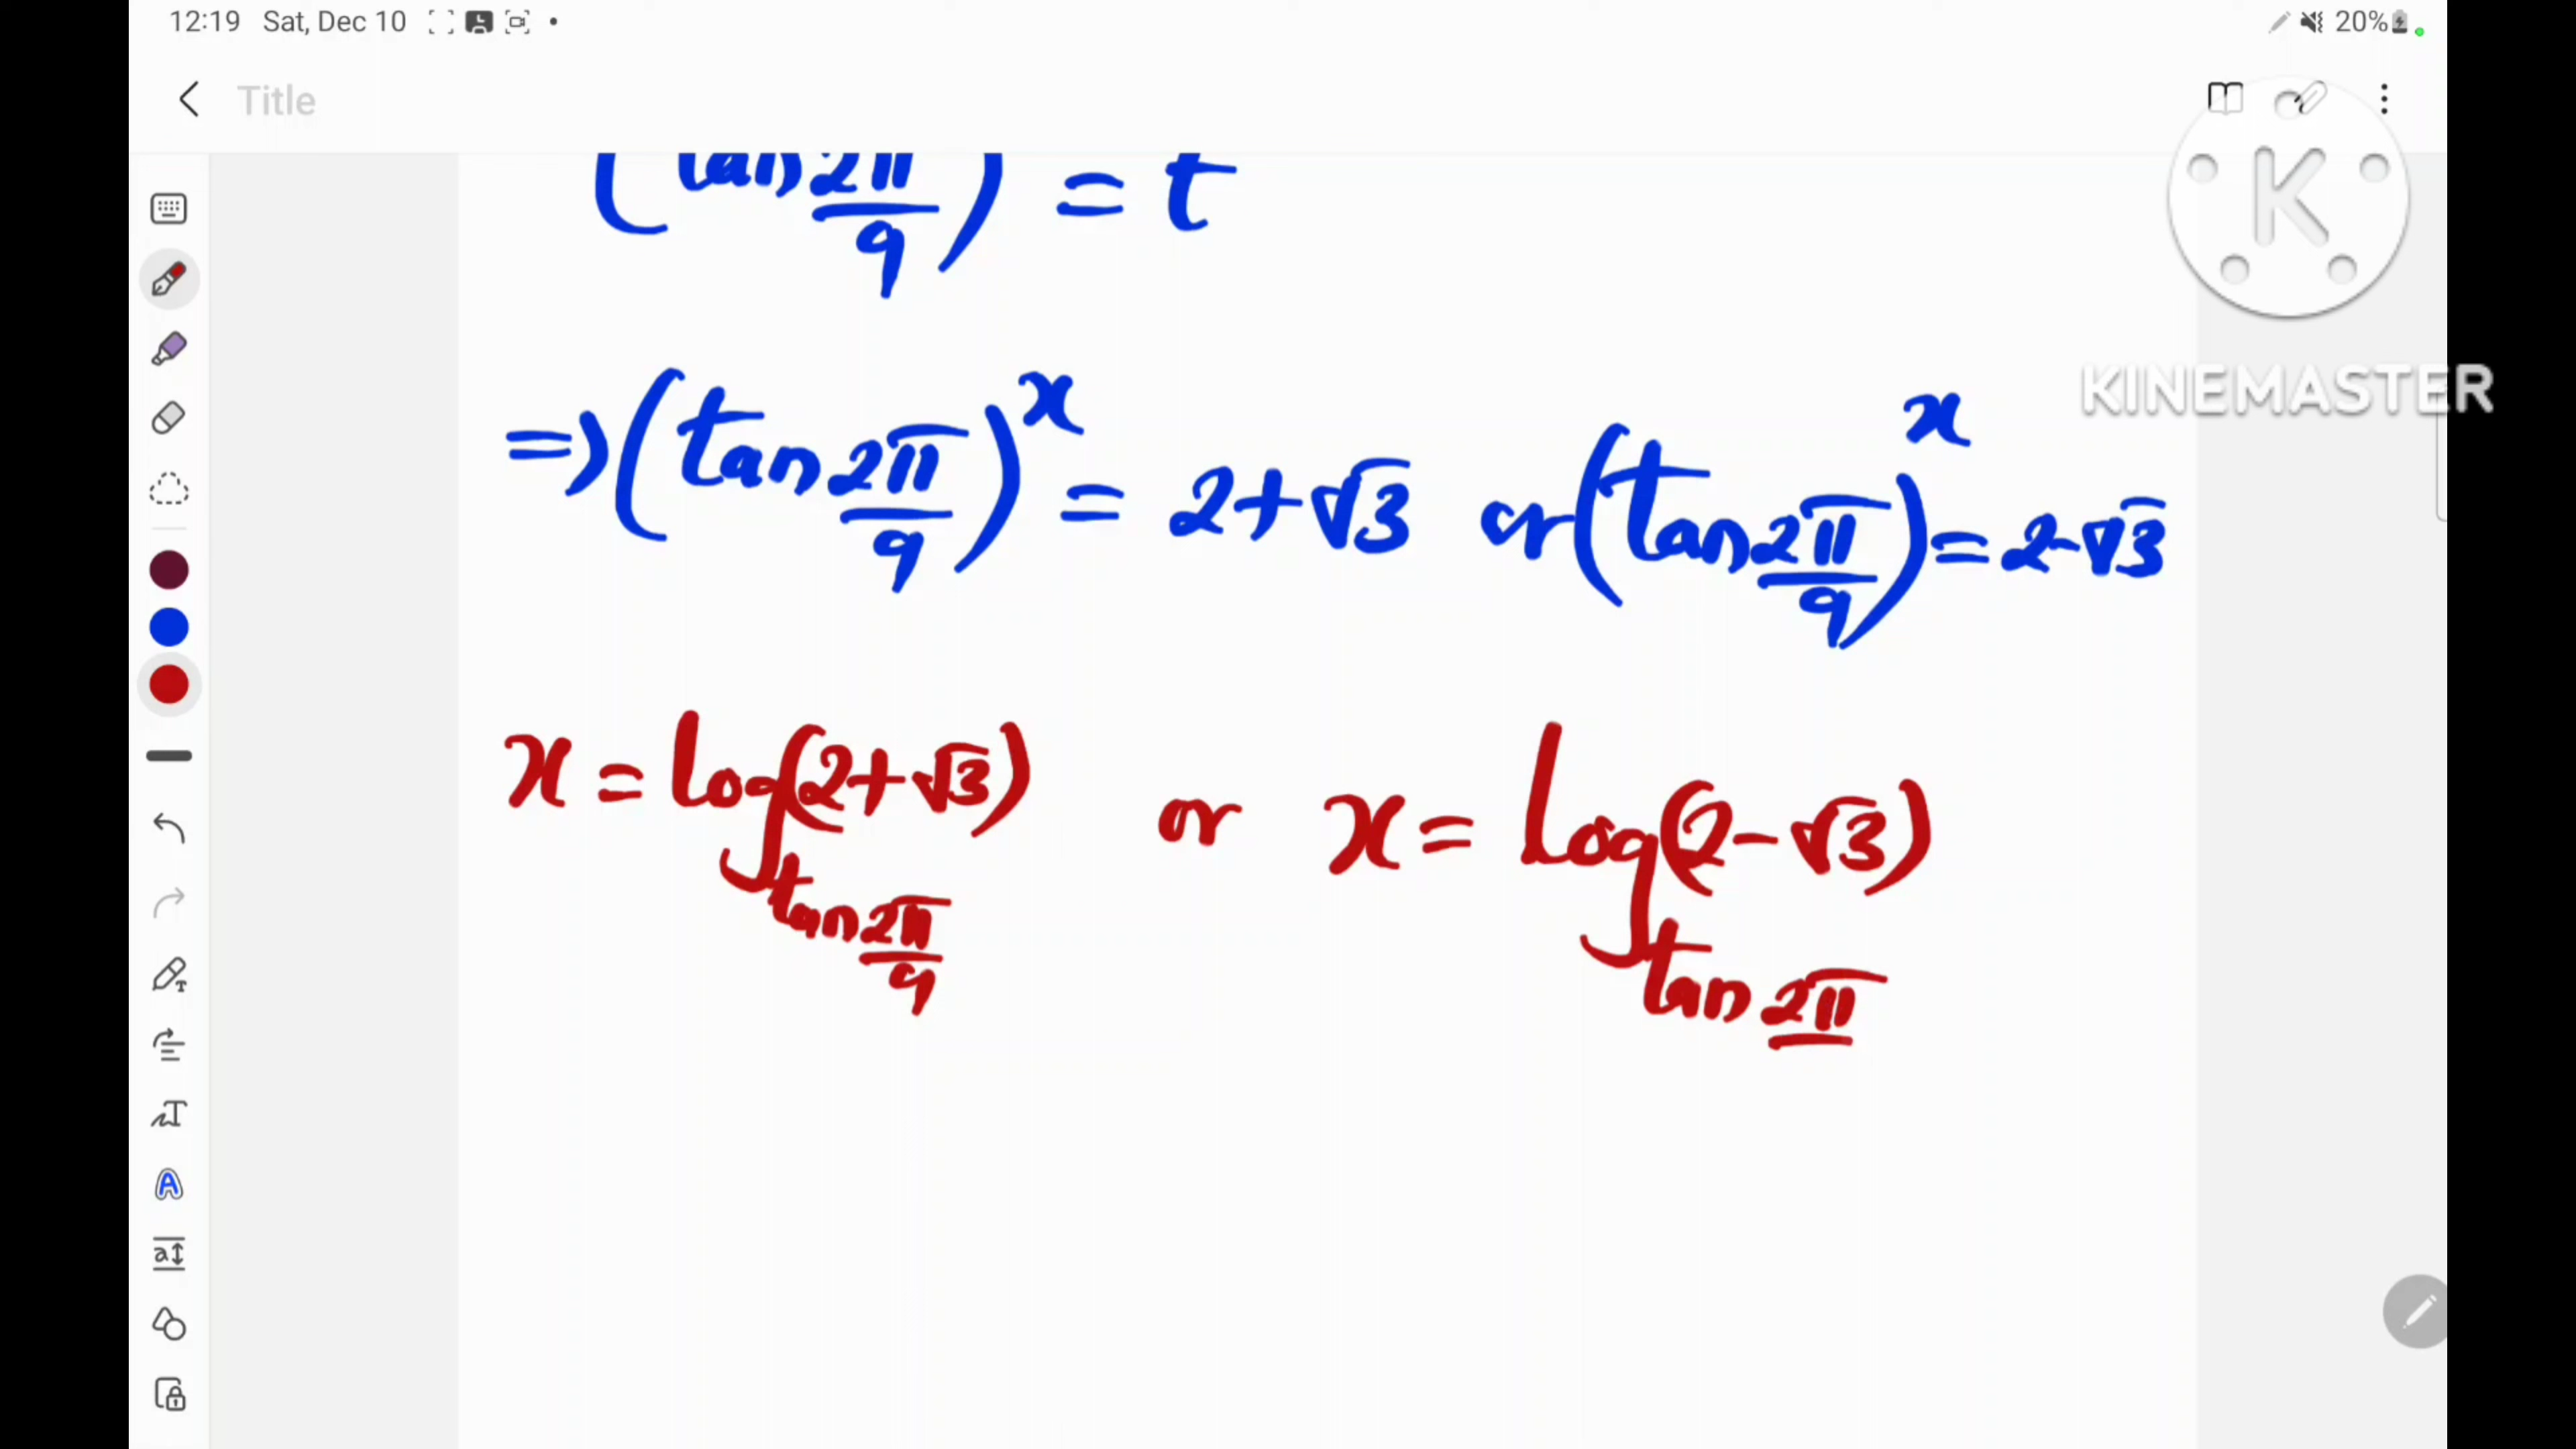 12:19 Sat, Dec 10
20%
Title
K
KINEMASTER
(tan 2π/9) = t
=> (tan 2π/9)^x = 2+√3 or (tan 2π/9)^x = 2-√3
x = log_{tan 2π/9}(2+√3) or x = log_{tan 2π}(2-√3)